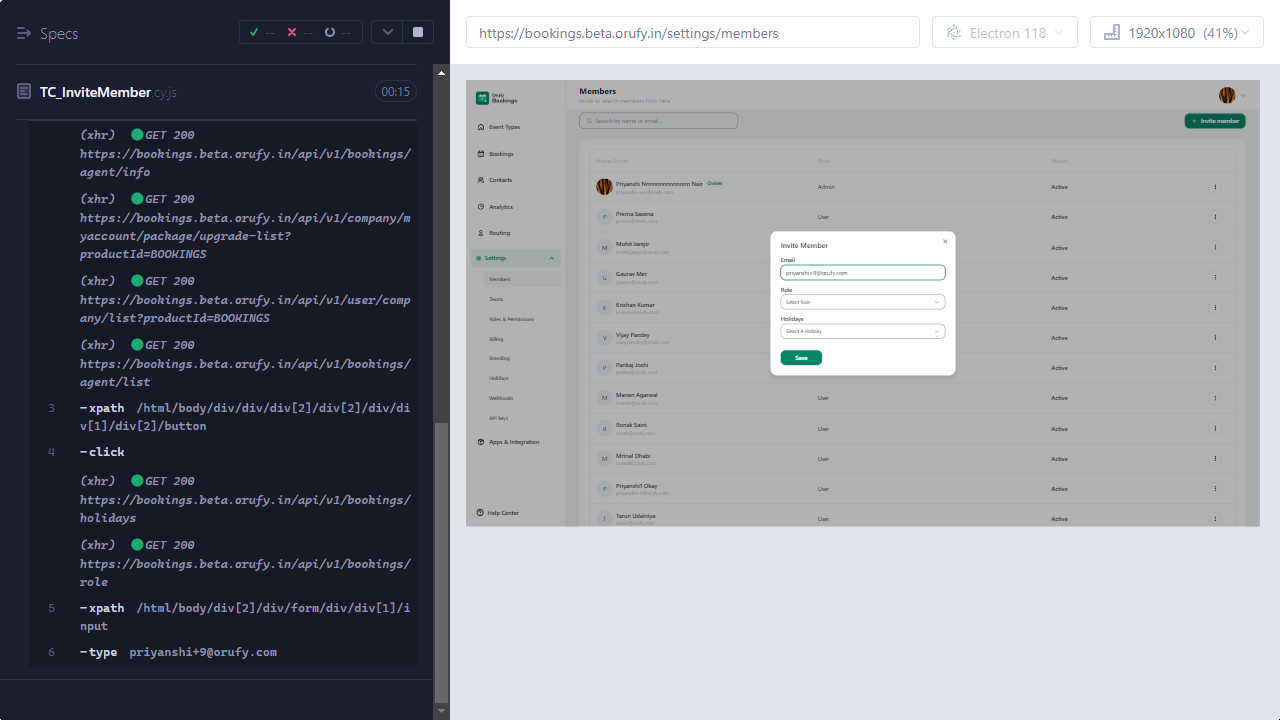 Specs
--
--
--
TC_InviteMember cy.js
00:15
(xhr) GET 200
https://bookings.beta.orufy.in/api/v1/bookings/
agent/info
(xhr) GET 200
https://bookings.beta.orufy.in/api/v1/company/m
yaccount/package/upgrade-list?
productId=BOOKINGS
(xhr) GET 200
https://bookings.beta.orufy.in/api/v1/user/comp
any/list?productId=BOOKINGS
(xhr) GET 200
https://bookings.beta.orufy.in/api/v1/bookings/
agent/list
3 -xpath /html/body/div/div/div[2]/div[2]/div/di
v[1]/div[2]/button
4 -click
(xhr) GET 200
https://bookings.beta.orufy.in/api/v1/bookings/
holidays
(xhr) GET 200
https://bookings.beta.orufy.in/api/v1/bookings/
role
5 -xpath /html/body/div[2]/div/form/div/div[1]/i
nput
6 -type priyanshi+9@orufy.com
https://bookings.beta.orufy.in/settings/members
Electron 118
1920x1080 (41%)
Orufy
Bookings
Event Types
Bookings
Contacts
Analytics
Routing
Settings
Members
Teams
Roles & Permissions
Billing
Branding
Holidays
Webhooks
API keys
Apps & Integration
Help Center
Members
Invite or search members from here
Search by name or email...
+ Invite member
Name/Email Role Status
Owner
Admin Active
Prerna Saxena User Active
Mohit Jangir Active
Gaurav Mer Active
Krishan Kumar Active
Vijay Pandey Active
Pankaj Joshi Active
Manan Agarwal User Active
Ronak Saini User Active
Mrinal Dhabi User Active
Priyanshi1 Okay User Active
Tarun Udainiya User Active
Invite Member
Email
priyanshi+9@orufy.com
Role
Select Role
Holidays
Select A Holiday
Save